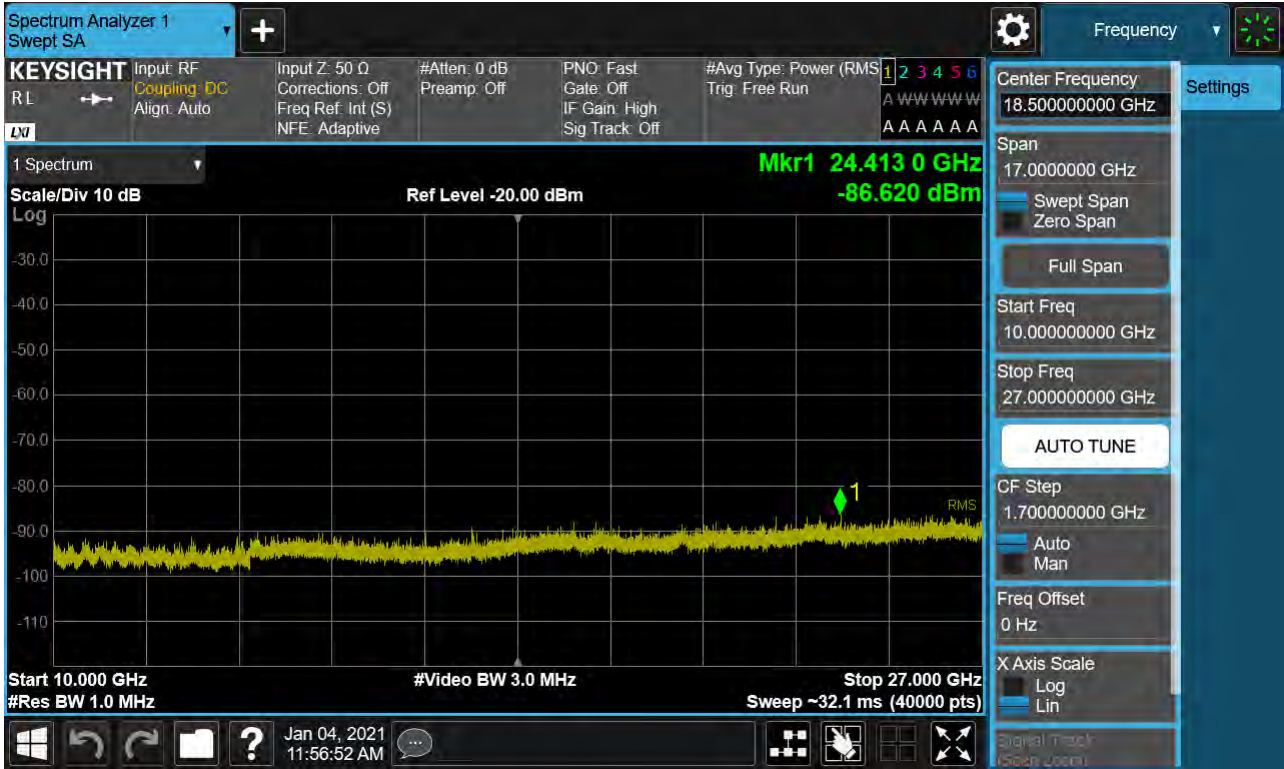 Spectrum Analyzer 1
Swept SA
+
Frequency
KEYSIGHT
RL
LXI
Input: RF
Coupling: DC
Align: Auto
Input Z: 50 Ω
Corrections: Off
Freq Ref: Int (S)
NFE: Adaptive
#Atten: 0 dB
Preamp: Off
PNO: Fast
Gate: Off
IF Gain: High
Sig Track: Off
#Avg Type: Power (RMS
Trig: Free Run
1 2 3 4 5 6
A W W W W W
A A A A A A
1 Spectrum
Scale/Div 10 dB
Log
Ref Level -20.00 dBm
Mkr1 24.413 0 GHz
-86.620 dBm
-30.0
-40.0
-50.0
-60.0
-70.0
-80.0
-90.0
-100
-110
1
RMS
Start 10.000 GHz
#Res BW 1.0 MHz
#Video BW 3.0 MHz
Stop 27.000 GHz
Sweep ~32.1 ms (40000 pts)
Center Frequency
18.500000000 GHz
Span
17.0000000 GHz
Swept Span
Zero Span
Full Span
Start Freq
10.000000000 GHz
Stop Freq
27.000000000 GHz
AUTO TUNE
CF Step
1.700000000 GHz
Auto
Man
Freq Offset
0 Hz
X Axis Scale
Log
Lin
Signal Track
(Span Zoom)
Settings
?
Jan 04, 2021
11:56:52 AM